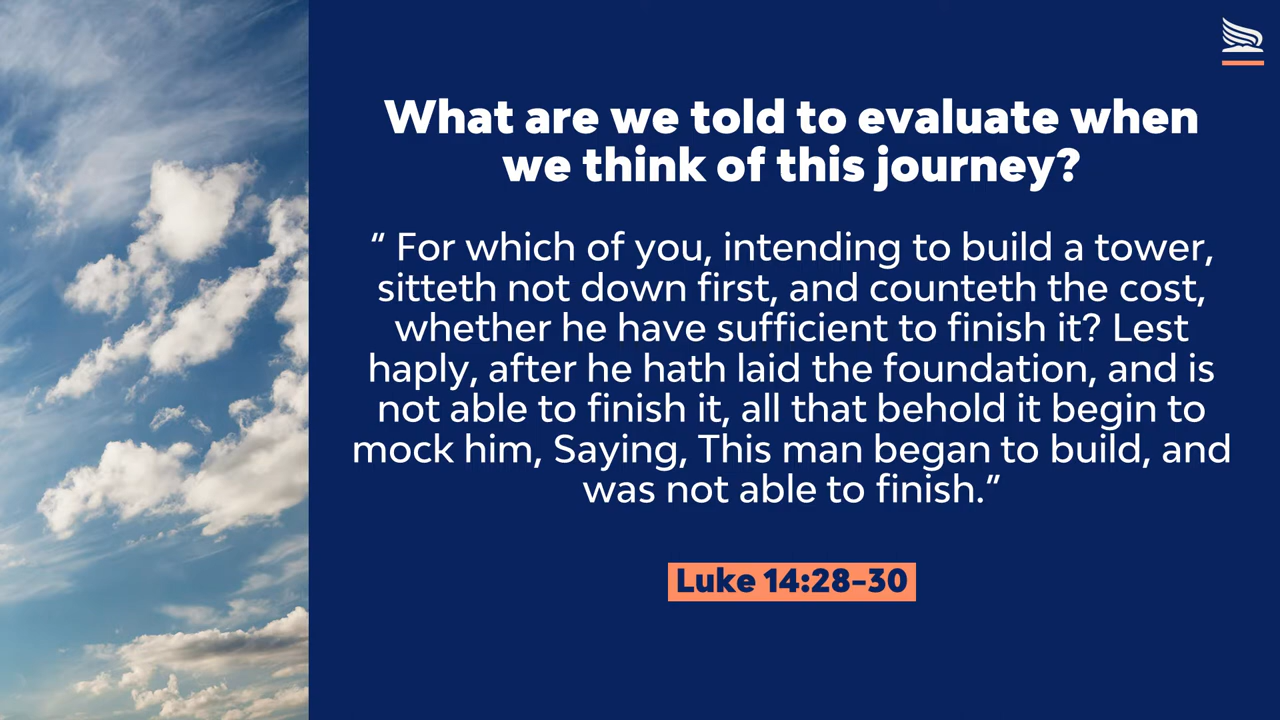 What are we told to evaluate when
we think of this journey?
“ For which of you, intending to build a tower,
sitteth not down first, and counteth the cost,
whether he have sufficient to finish it? Lest
haply, after he hath laid the foundation, and is
not able to finish it, all that behold it begin to
mock him, Saying, This man began to build, and
was not able to finish.”
Luke 14:28-30